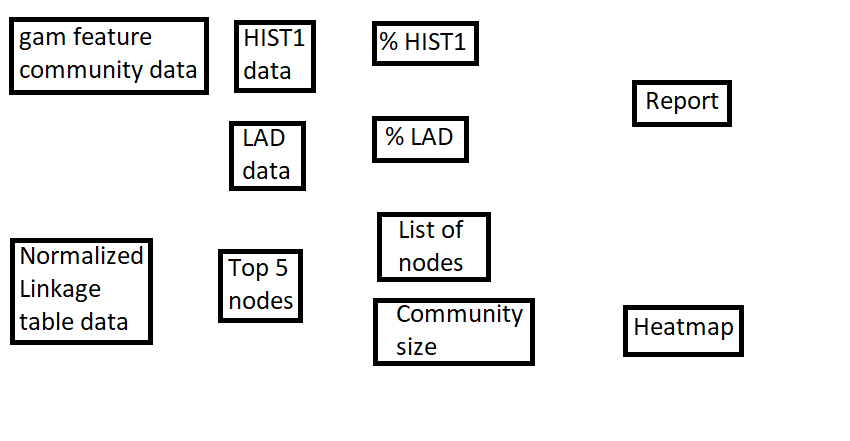 gam feature
community data
HIST1
data
% HIST1
Report
LAD
data
% LAD
List of
nodes
Normalized
Linkage
table data
Top 5
nodes
Community
size
Heatmap